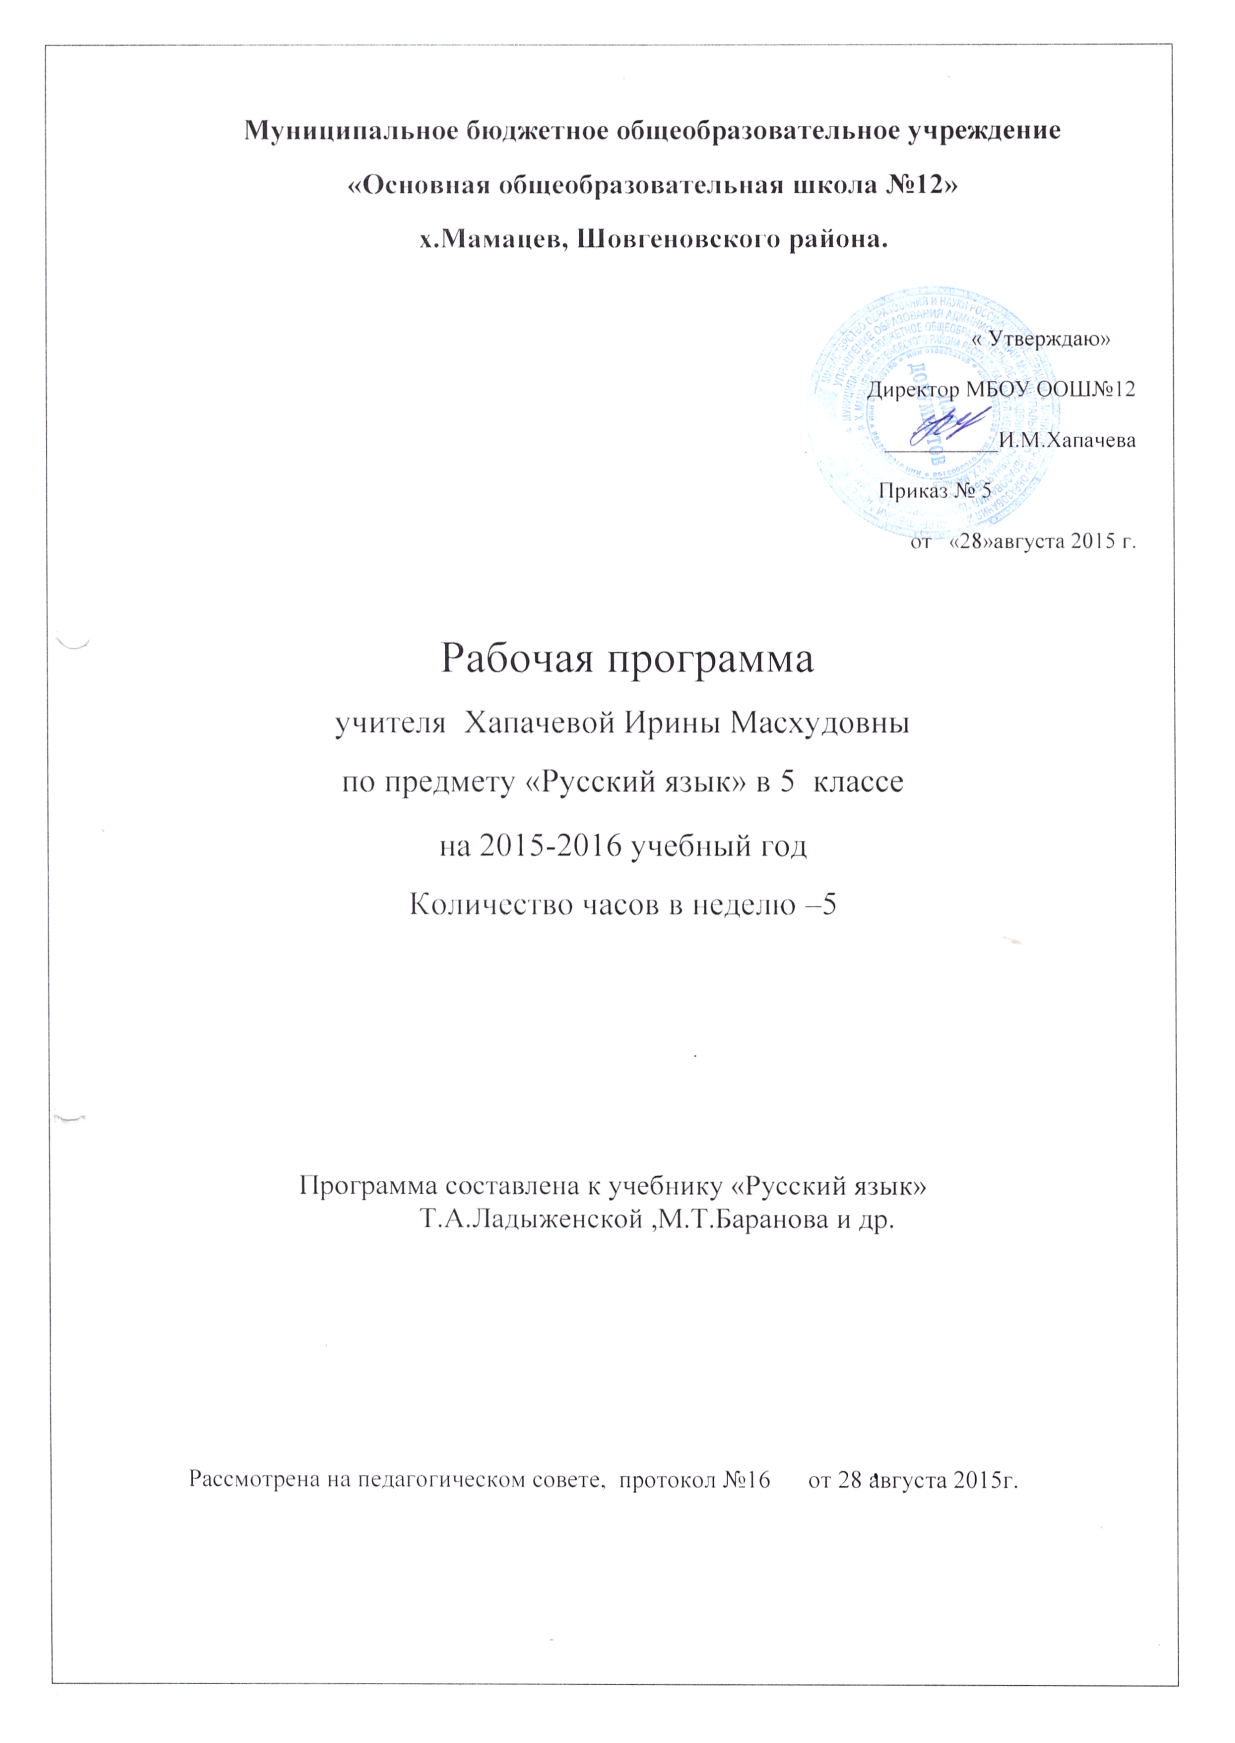 Муниципальное бюджетное общеобразовательное учреждение
«Основная общеобразовательная школа №12»
х.Мамацев, Шовгеновского района.
« Утверждаю»
Директор МБОУ ООШ№12
И.М.Хапачева
Приказ № 5
от «28»августа 2015 г.
Рабочая программа
учителя Хапачевой Ирины Масхудовны
по предмету «Русский язык» в 5 классе
на 2015-2016 учебный год
Количество часов в неделю –5
Программа составлена к учебнику «Русский язык»
Т.А.Ладыженской ,М.Т.Баранова и др.
Рассмотрена на педагогическом совете, протокол №16 от 28 августа 2015г.